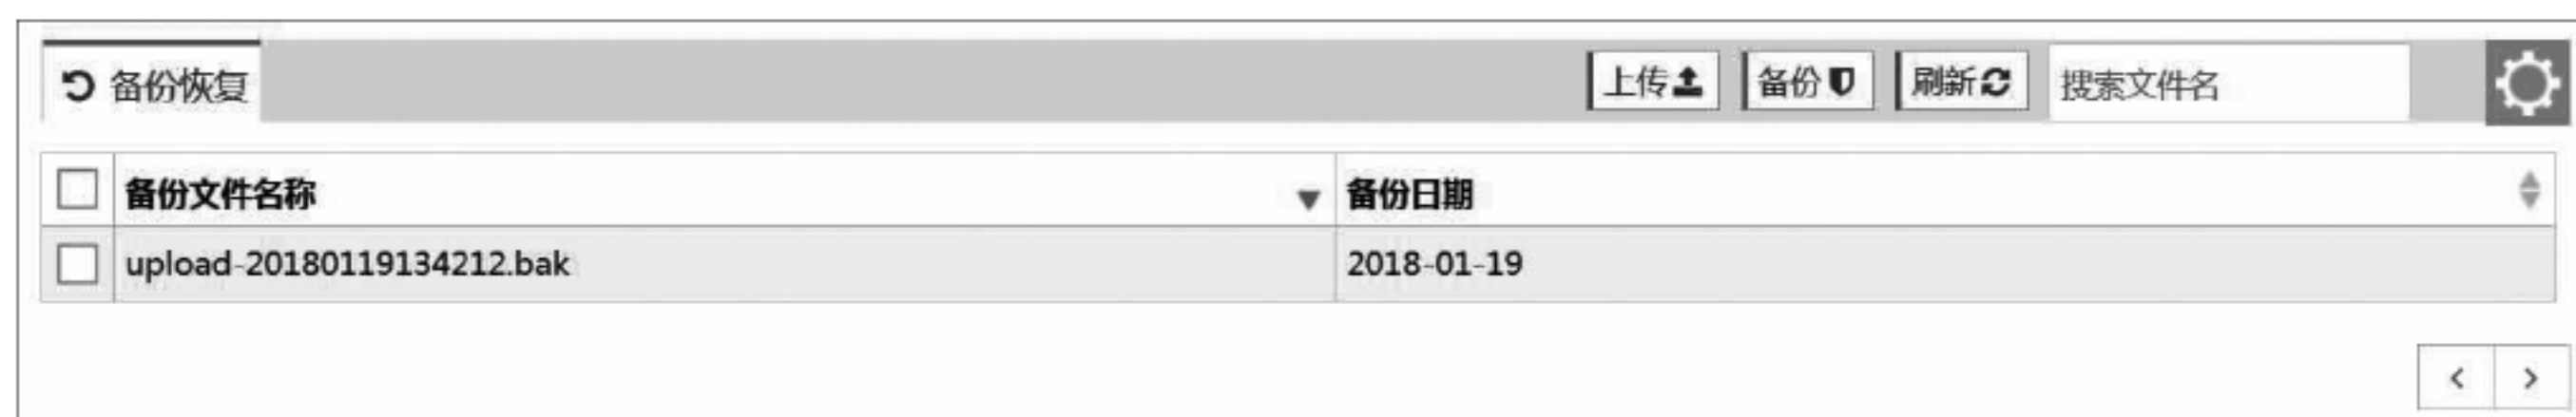 备份恢复 上传 备份 刷新 搜索文件名
备份文件名称 备份日期
upload-20180119134212.bak 2018-01-19